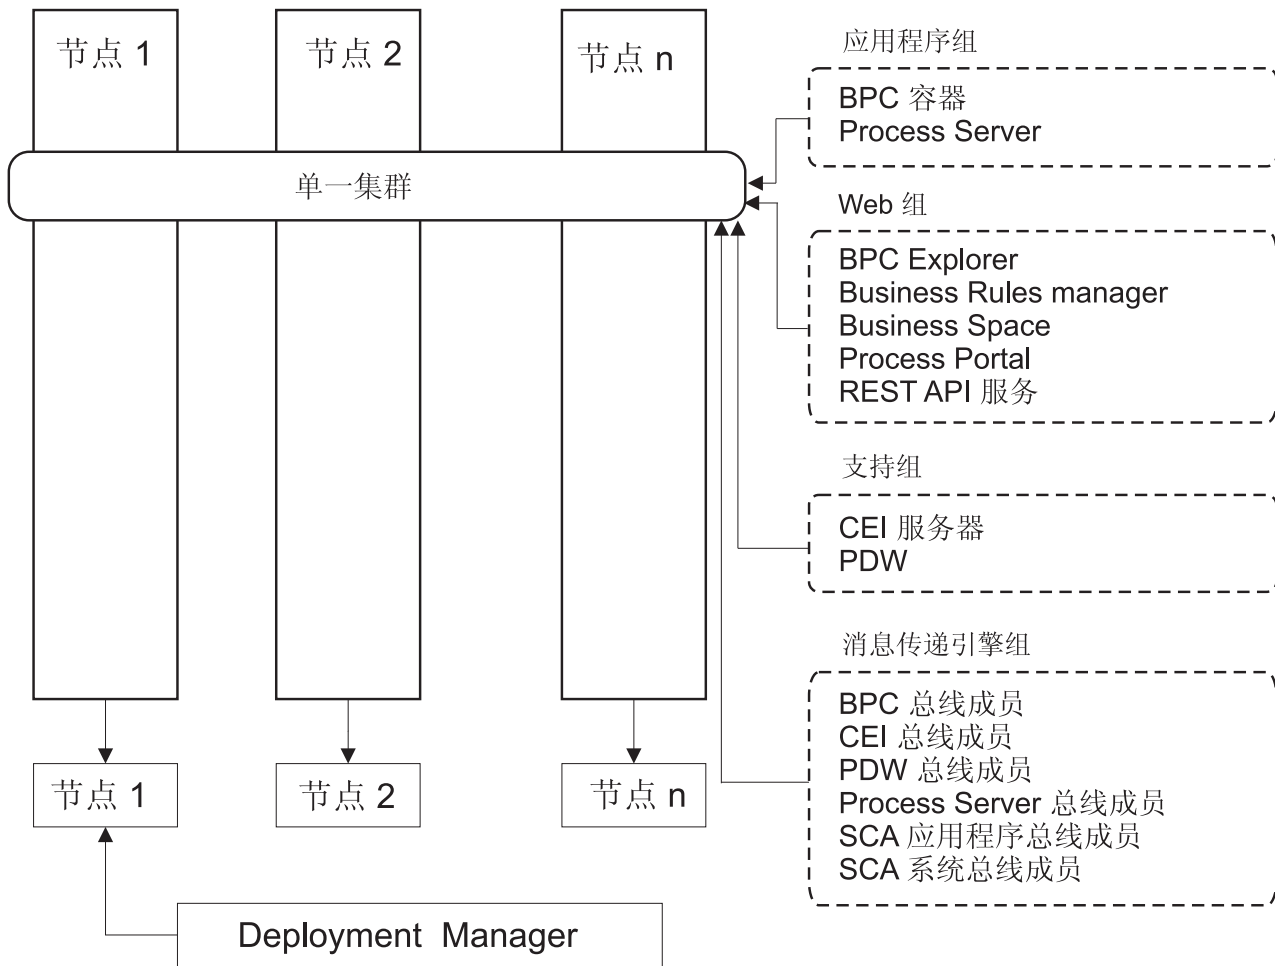 节点 1
节点 2
节点 n
单一集群
应用程序组
BPC 容器
Process Server
Web 组
BPC Explorer
Business Rules manager
Business Space
Process Portal
REST API 服务
支持组
CEI 服务器
PDW
消息传递引擎组
BPC 总线成员
CEI 总线成员
PDW 总线成员
Process Server 总线成员
SCA 应用程序总线成员
SCA 系统总线成员
节点 1
节点 2
节点 n
Deployment Manager